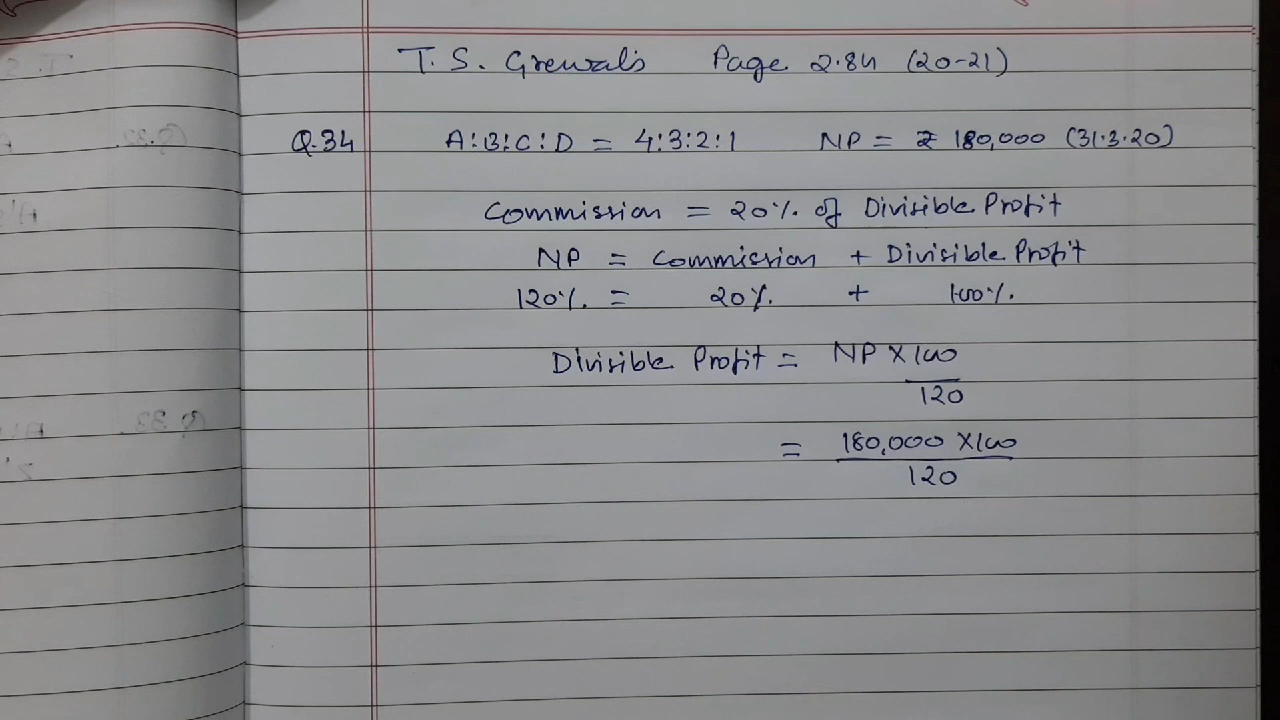 T. S. Grewal's Page 2.84 (20-21)
Q.34 A:B:C:D = 4:3:2:1 NP = ₹ 180,000 (31.3.20)
Commission = 20% of Divisible Profit
NP = Commission + Divisible Profit
120% = 20% + 100%
Divisible Profit = NP X 100
120
= 180,000 X 100
120